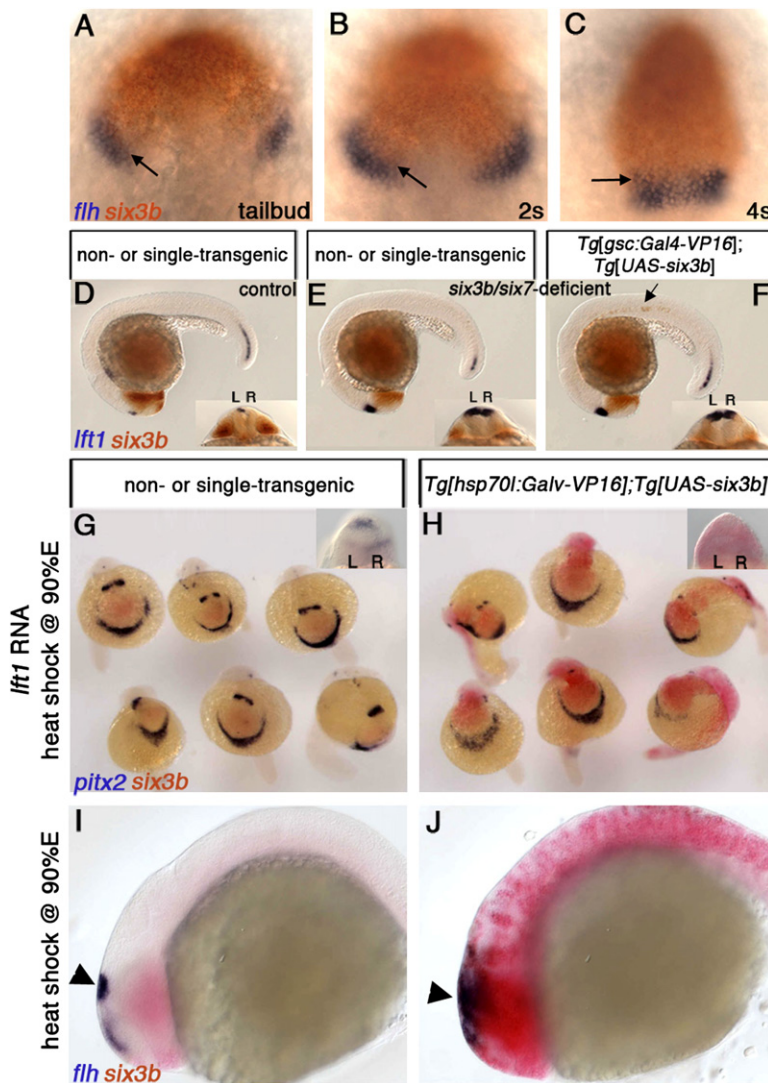 A
B
C
flh six3b
tailbud
2s
4s
non- or single-transgenic
non- or single-transgenic
Tg[gsc:Gal4-VP16];
Tg[UAS-six3b]
D
control
E
six3b/six7-deficient
F
L R
L R
L R
lft1 six3b
non- or single-transgenic
Tg[hsp70l:Galv-VP16];Tg[UAS-six3b]
G
H
L R
L R
lft1 RNA
heat shock @ 90%E
pitx2 six3b
I
J
heat shock @ 90%E
flh six3b